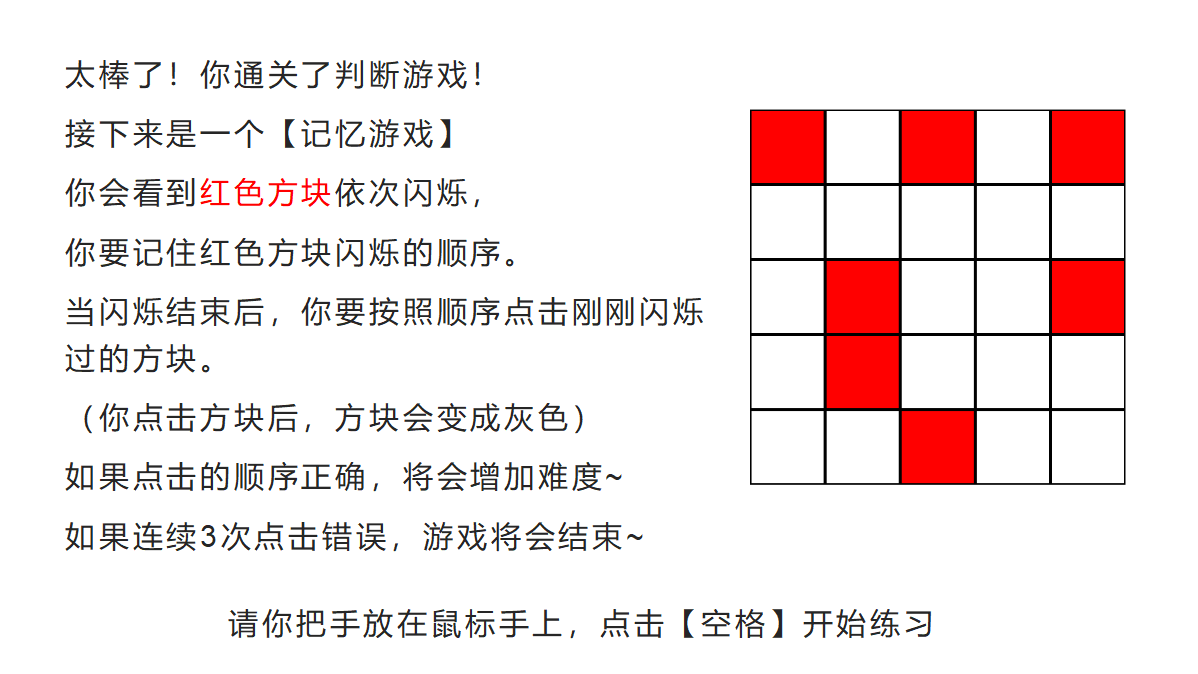 太棒了！你通关了判断游戏！
接下来是一个【记忆游戏】
你会看到红色方块依次闪烁，
你要记住红色方块闪烁的顺序。
当闪烁结束后，你要按照顺序点击刚刚闪烁
过的方块。
（你点击方块后，方块会变成灰色）
如果点击的顺序正确，将会增加难度~
如果连续3次点击错误，游戏将会结束~
请你把手放在鼠标手上，点击【空格】开始练习